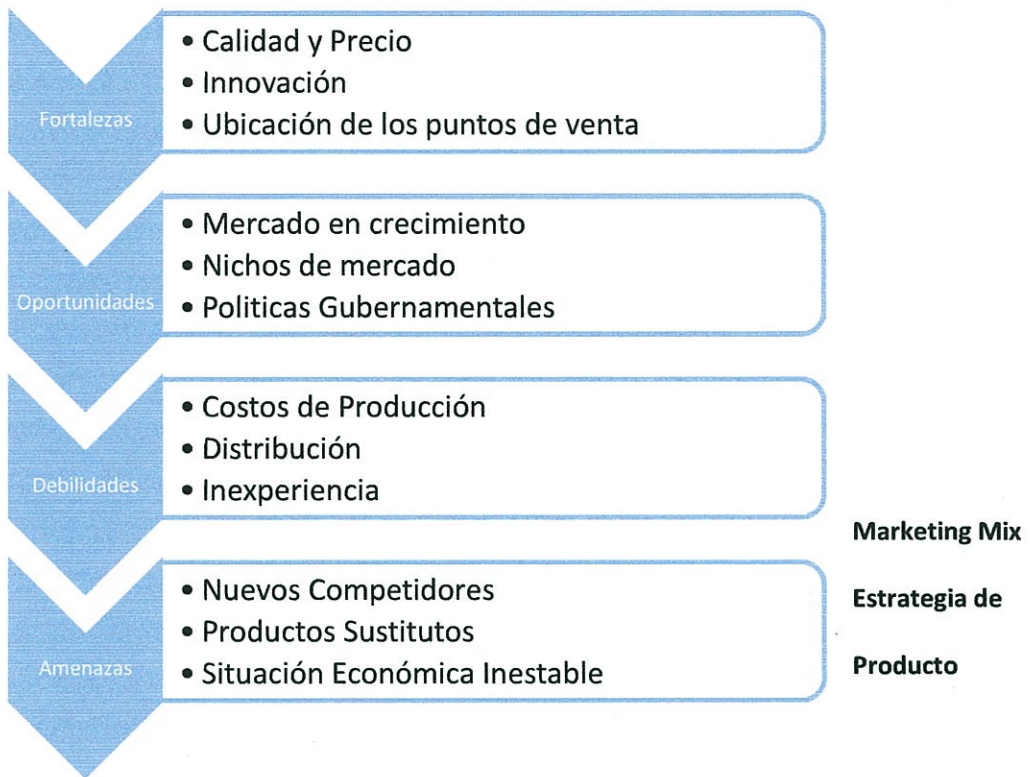 Fortalezas
• Calidad y Precio
• Innovación
• Ubicación de los puntos de venta
Oportunidades
• Mercado en crecimiento
• Nichos de mercado
• Politicas Gubernamentales
Debilidades
• Costos de Producción
• Distribución
• Inexperiencia
Amenazas
• Nuevos Competidores
• Productos Sustitutos
• Situación Económica Inestable
Marketing Mix
Estrategia de
Producto